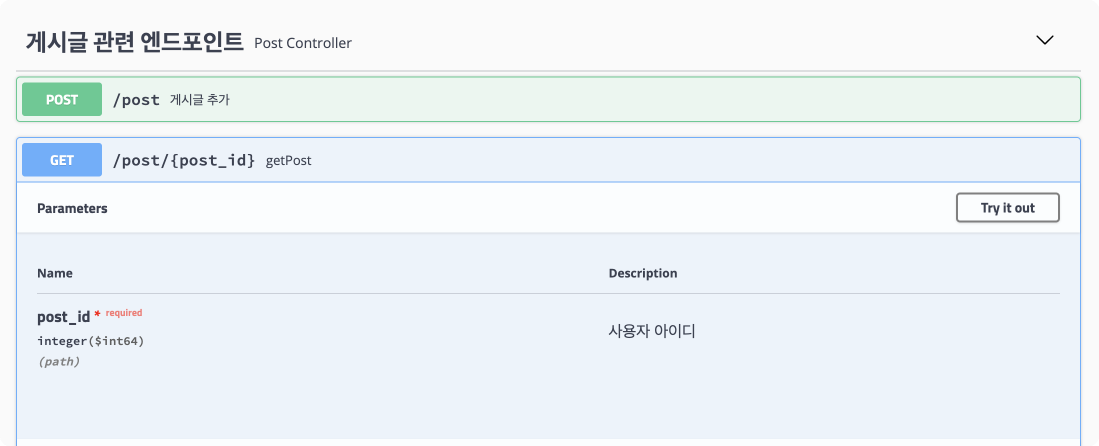 게시글 관련 엔드포인트 Post Controller
POST /post 게시글 추가
GET /post/{post_id} getPost
Parameters Try it out
Name Description
post_id * required
integer($int64)
(path)
사용자 아이디